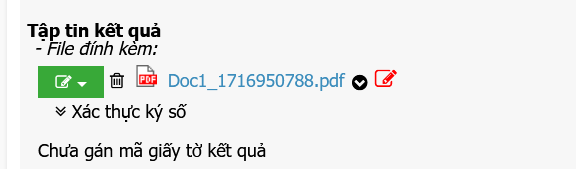 Tập tin kết quả
- File đính kèm:
PDF Doc1_1716950788.pdf
Xác thực ký số
Chưa gán mã giấy tờ kết quả